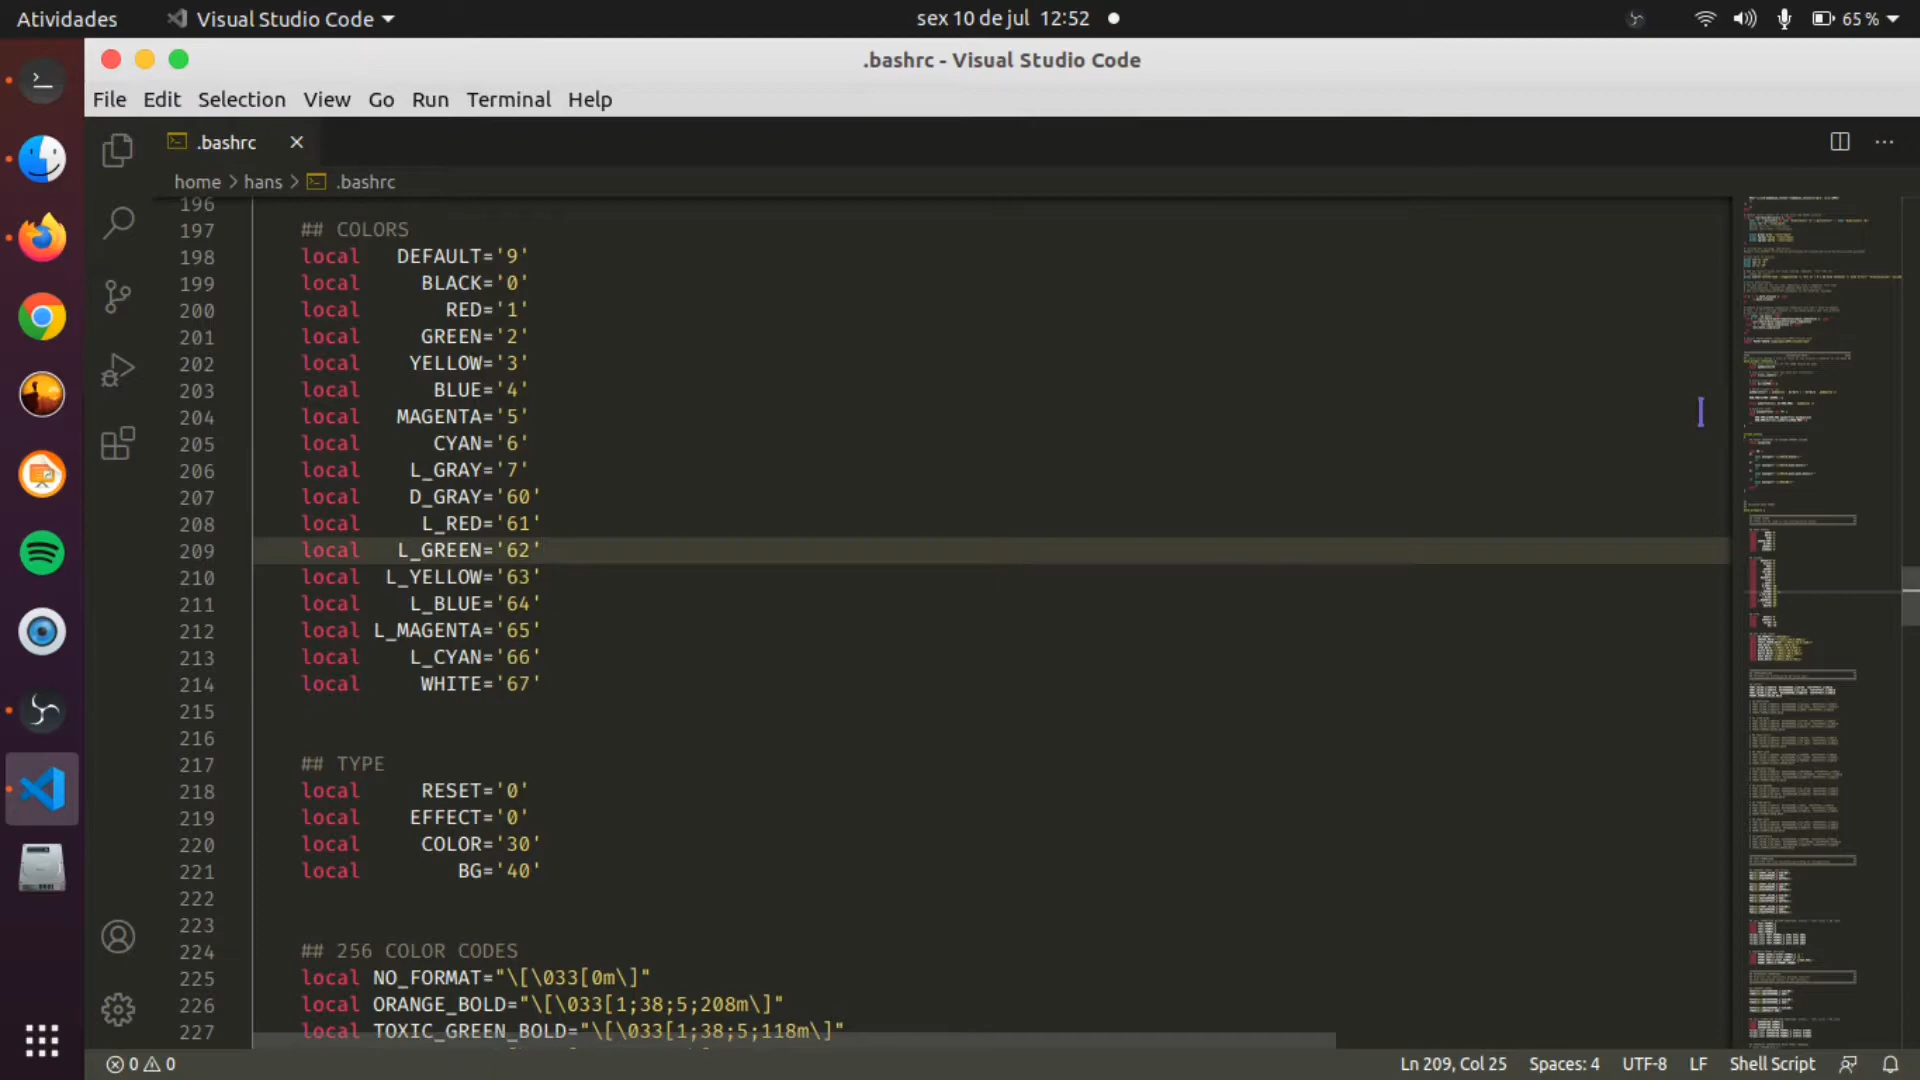 Atividades
Visual Studio Code
sex 10 de jul 12:52
65 %
.bashrc - Visual Studio Code
File Edit Selection View Go Run Terminal Help
.bashrc
home > hans > .bashrc
196
197 ## COLORS
198 local DEFAULT='9'
199 local BLACK='0'
200 local RED='1'
201 local GREEN='2'
202 local YELLOW='3'
203 local BLUE='4'
204 local MAGENTA='5'
205 local CYAN='6'
206 local L_GRAY='7'
207 local D_GRAY='60'
208 local L_RED='61'
209 local L_GREEN='62'
210 local L_YELLOW='63'
211 local L_BLUE='64'
212 local L_MAGENTA='65'
213 local L_CYAN='66'
214 local WHITE='67'
215
216
217 ## TYPE
218 local RESET='0'
219 local EFFECT='0'
220 local COLOR='30'
221 local BG='40'
222
223
224 ## 256 COLOR CODES
225 local NO_FORMAT="\[\033[0m\]"
226 local ORANGE_BOLD="\[\033[1;38;5;208m\]"
227 local TOXIC_GREEN_BOLD="\[\033[1;38;5;118m\]"
0 0
Ln 209, Col 25 Spaces: 4 UTF-8 LF Shell Script